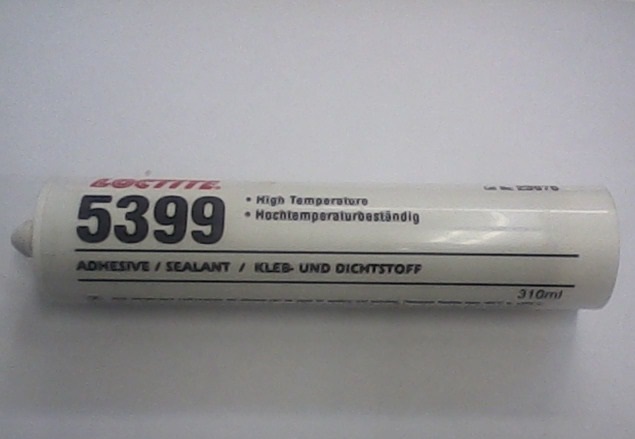 LOCTITE.
5399
• High Temperature
• Hochtemperaturbeständig
ADHESIVE / SEALANT / KLEB- UND DICHTSTOFF
310ml